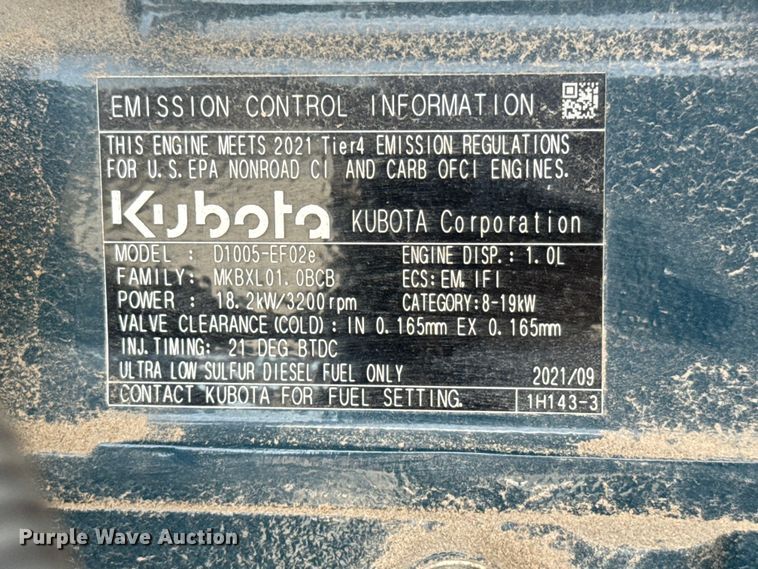 EMISSION CONTROL INFORMATION
THIS ENGINE MEETS 2021 Tier4 EMISSION REGULATIONS
FOR U.S.EPA NONROAD CI AND CARB OFCI ENGINES.
Kubota KUBOTA Corporation
MODEL : D1005-EF02e ENGINE DISP.: 1.0L
FAMILY : MKBXL01.0BCB ECS:EM, IFI
POWER : 18.2kW/3200rpm CATEGORY:8-19kW
VALVE CLEARANCE(COLD): IN 0.165mm EX 0.165mm
INJ.TIMING: 21 DEG BTDC
ULTRA LOW SULFUR DIESEL FUEL ONLY 2021/09
CONTACT KUBOTA FOR FUEL SETTING. 1H143-3
Purple Wave Auction